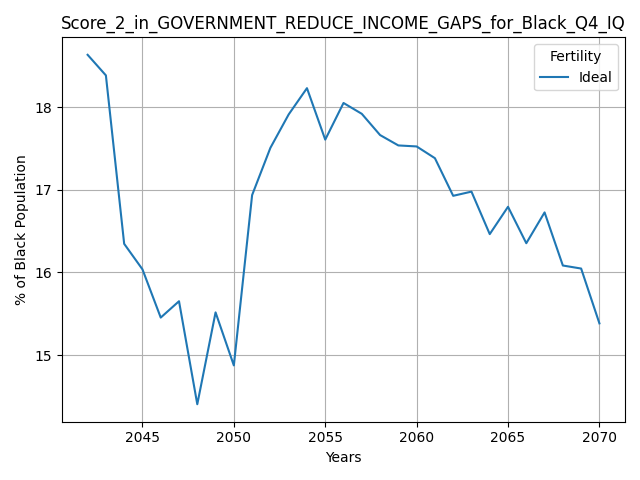 Score_2_in_GOVERNMENT_REDUCE_INCOME_GAPS_for_Black_Q4_IQ
Fertility
Ideal
18
17
16
15
% of Black Population
2045 2050 2055 2060 2065 2070
Years